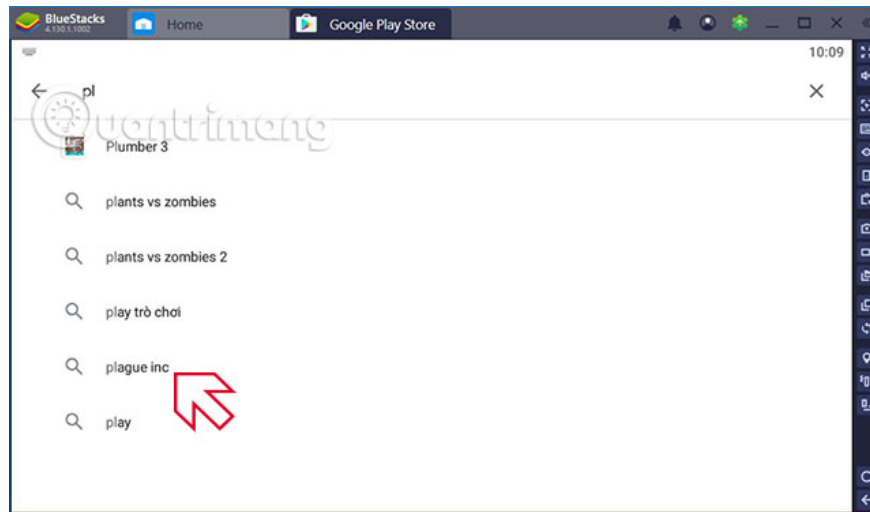 BlueStacks
4.130.1.1002
Home
Google Play Store
10:09
pl
Quantrimang
Plumber 3
plants vs zombies
plants vs zombies 2
play trò chơi
plague inc
play